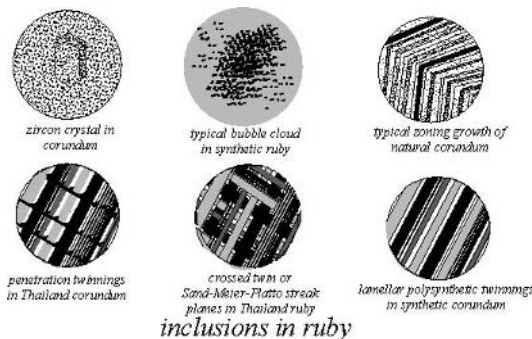 zircon crystal in
corundum
typical bubble cloud
in synthetic ruby
typical zoning growth of
natural corundum
penetration twinnings
in Thailand corundum
crossed twin or
Sand-Meier-Platto streak
planes in Thailand ruby
lamellar polysynthetic twinnings
in synthetic corundum
inclusions in ruby